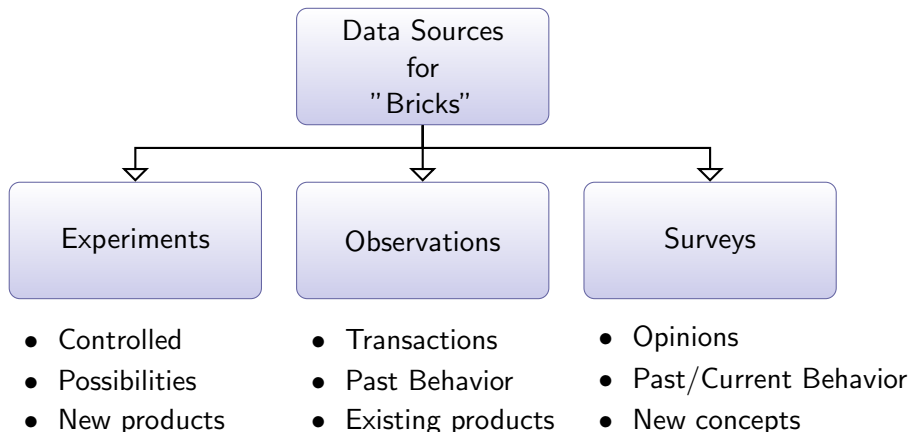 Data Sources
for
”Bricks”
Experiments
Observations
Surveys
• Controlled
• Possibilities
• New products
• Transactions
• Past Behavior
• Existing products
• Opinions
• Past/Current Behavior
• New concepts